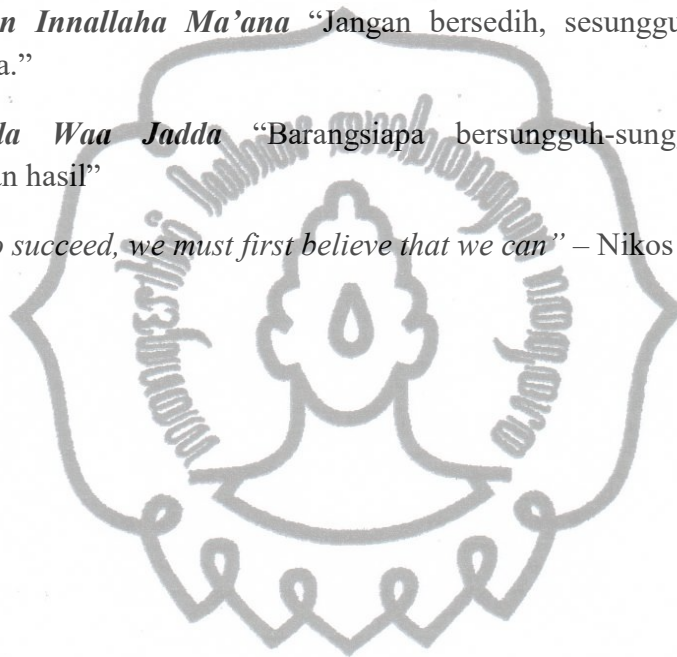 n Innallaha Ma’ana “Jangan bersedih, sesunggu
a.”
la Waa Jadda “Barangsiapa bersungguh-sung
an hasil”
o succeed, we must first believe that we can” – Nikos